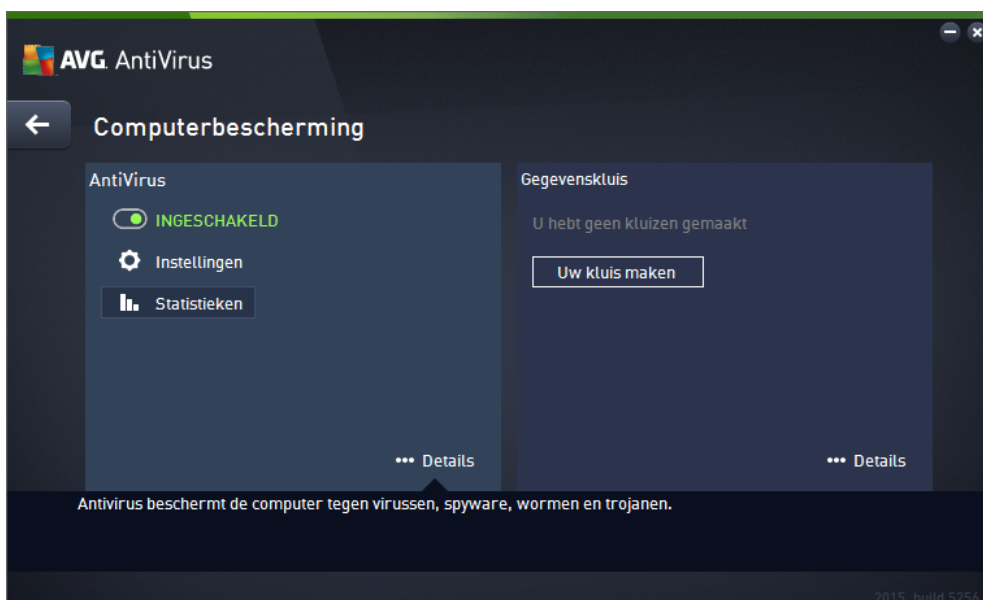 AVG. AntiVirus
Computerbescherming
AntiVirus
INGESCHAKELD
Instellingen
Statistieken
Details
Gegevenskluis
U hebt geen kluizen gemaakt
Uw kluis maken
Details
Antivirus beschermt de computer tegen virussen, spyware, wormen en trojanen.
2015 build 5256